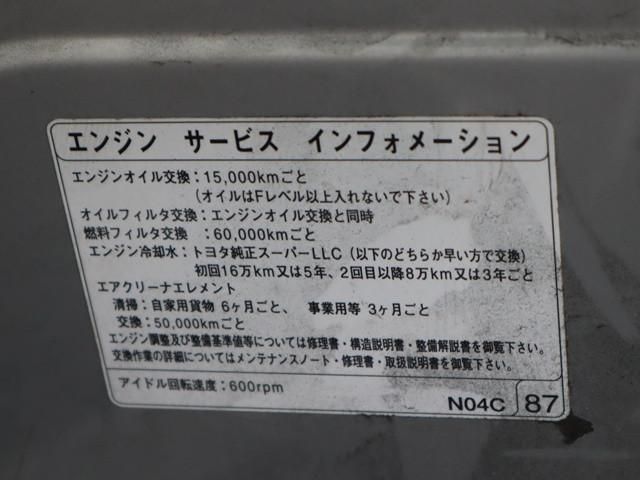 エンジン サービス インフォメーション
エンジンオイル交換：15,000kmごと
(オイルはFレベル以上入れないで下さい)
オイルフィルタ交換：エンジンオイル交換と同時
燃料フィルタ交換：60,000kmごと
エンジン冷却水：トヨタ純正スーパーLLC（以下のどちらか早い方で交換)
初回16万km又は5年、2回目以降8万km又は3年ごと
エアクリーナエレメント
清掃：自家用貨物 6ヶ月ごと、 事業用等 3ヶ月ごと
交換：50,000kmごと
エンジン調整及び整備基準値等については修理書・構造説明書・整備解説書を御覧下さい。
交換作業の詳細についてはメンテナンスノート・修理書・取扱説明書を御覧下さい。
アイドル回転速度：600rpm
N04C 87